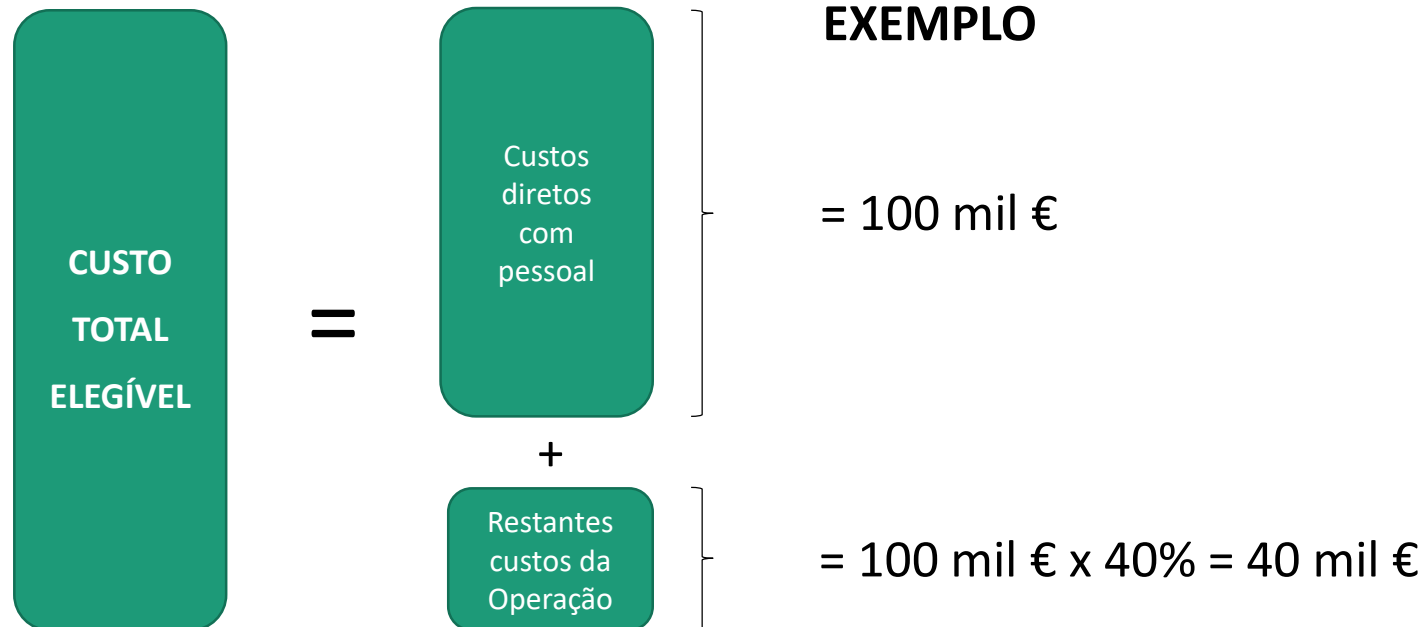 CUSTO
TOTAL
ELEGÍVEL
=
Custos
diretos
com
pessoal
+
Restantes
custos da
Operação
EXEMPLO
= 100 mil €
= 100 mil € x 40% = 40 mil €